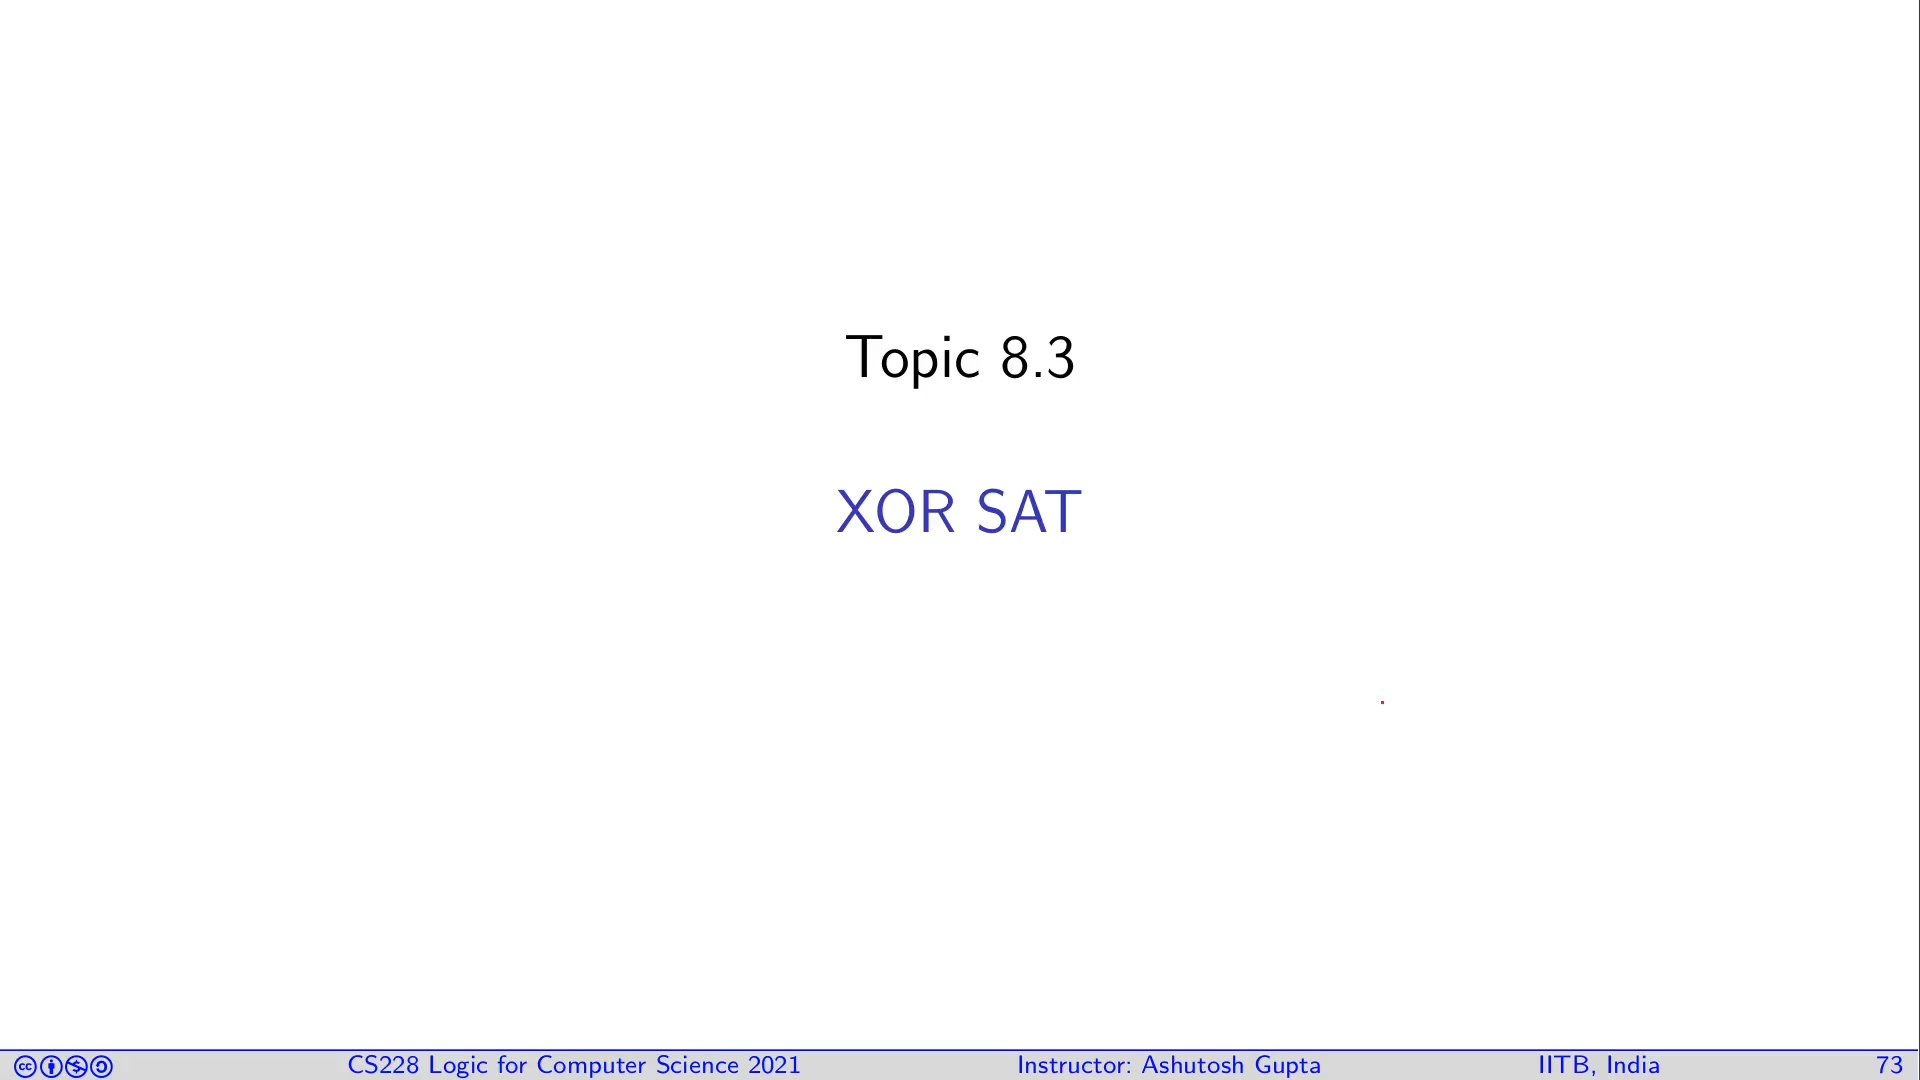 Topic 8.3
XOR SAT
CS228 Logic for Computer Science 2021 Instructor: Ashutosh Gupta IITB, India 73